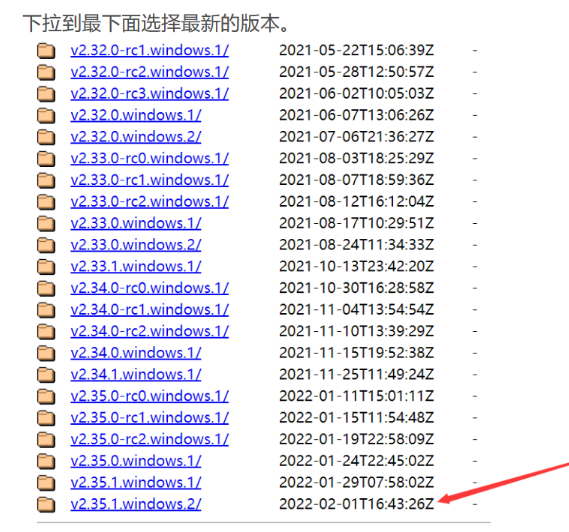 下拉到最下面选择最新的版本。
v2.32.0-rc1.windows.1/ 2021-05-22T15:06:39Z -
v2.32.0-rc2.windows.1/ 2021-05-28T12:50:57Z -
v2.32.0-rc3.windows.1/ 2021-06-02T10:05:03Z -
v2.32.0.windows.1/ 2021-06-07T13:06:26Z -
v2.32.0.windows.2/ 2021-07-06T21:36:27Z -
v2.33.0-rc0.windows.1/ 2021-08-03T18:25:29Z -
v2.33.0-rc1.windows.1/ 2021-08-07T18:59:36Z -
v2.33.0-rc2.windows.1/ 2021-08-12T16:12:04Z -
v2.33.0.windows.1/ 2021-08-17T10:29:51Z -
v2.33.0.windows.2/ 2021-08-24T11:34:33Z -
v2.33.1.windows.1/ 2021-10-13T23:42:20Z -
v2.34.0-rc0.windows.1/ 2021-10-30T16:28:58Z -
v2.34.0-rc1.windows.1/ 2021-11-04T13:54:54Z -
v2.34.0-rc2.windows.1/ 2021-11-10T13:39:29Z -
v2.34.0.windows.1/ 2021-11-15T19:52:38Z -
v2.34.1.windows.1/ 2021-11-25T11:49:24Z -
v2.35.0-rc0.windows.1/ 2022-01-11T15:01:11Z -
v2.35.0-rc1.windows.1/ 2022-01-15T11:54:48Z -
v2.35.0-rc2.windows.1/ 2022-01-19T22:58:09Z -
v2.35.0.windows.1/ 2022-01-24T22:45:02Z -
v2.35.1.windows.1/ 2022-01-29T07:58:02Z -
v2.35.1.windows.2/ 2022-02-01T16:43:26Z -